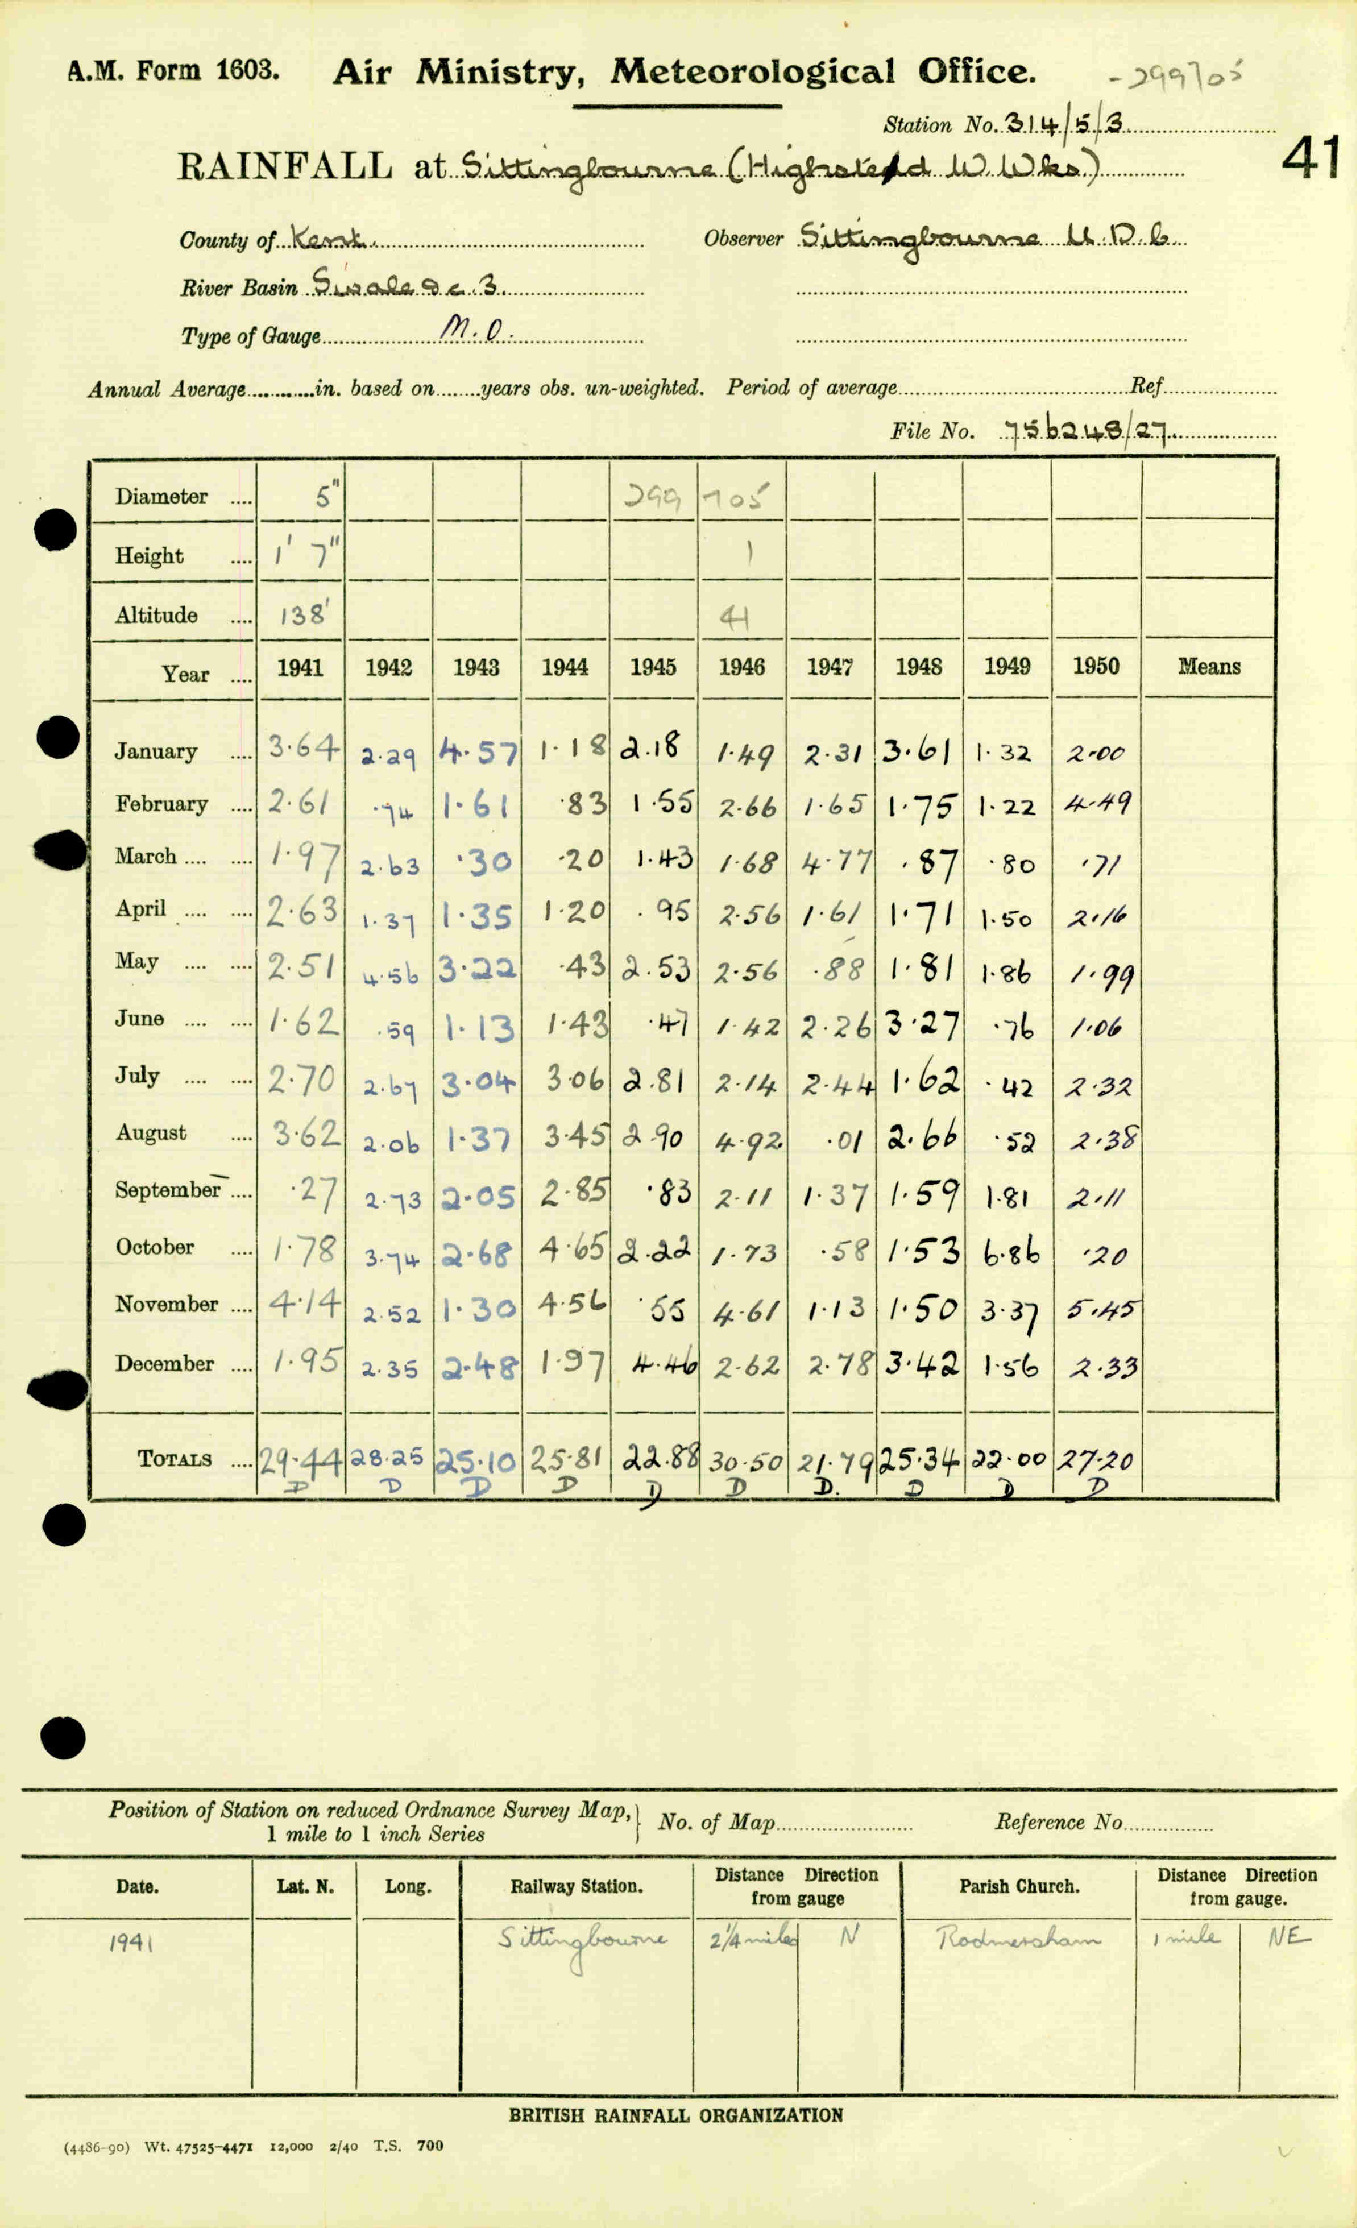 A.M. Form 1603. Air Ministry, Meteorological Office. -299705
Station No. 314/5/3
RAINFALL at Sittingbourne (Highsted W. Wks) 41
County of Kent. Observer Sittingbourne U.D.C.
River Basin Swale &c. 3.
Type of Gauge M.O.
Annual Average in. based on years obs. un-weighted. Period of average Ref.
File No. 756248/27
Diameter .... 5" 299 705
Height .... 1' 7" 1
Altitude .... 138' 41
Year .... 1941 1942 1943 1944 1945 1946 1947 1948 1949 1950 Means
January .... 3.64 2.29 4.57 1.18 2.18 1.49 2.31 3.61 1.32 2.00
February .... 2.61 .74 1.61 .83 1.55 2.66 1.65 1.75 1.22 4.49
March .... .... 1.97 2.63 .30 .20 1.43 1.68 4.77 .87 .80 .71
April .... .... 2.63 1.37 1.35 1.20 .95 2.56 1.61 1.71 1.50 2.16
May .... .... 2.51 4.56 3.22 .43 2.53 2.56 .88 1.81 1.86 1.99
June .... .... 1.62 .59 1.13 1.43 .47 1.42 2.26 3.27 .76 1.06
July .... .... 2.70 2.67 3.04 3.06 2.81 2.14 2.44 1.62 .42 2.32
August .... 3.62 2.06 1.37 3.45 2.90 4.92 .01 2.66 .52 2.38
September .... .27 2.73 2.05 2.85 .83 2.11 1.37 1.59 1.81 2.11
October .... 1.78 3.74 2.68 4.65 2.22 1.73 .58 1.53 6.86 .20
November .... 4.14 2.52 1.30 4.56 .55 4.61 1.13 1.50 3.37 5.45
December .... 1.95 2.35 2.48 1.97 4.46 2.62 2.78 3.42 1.56 2.33
TOTALS .... 29.44 28.25 25.10 25.81 22.88 30.50 21.79 25.34 22.00 27.20
D D D D D D D. D D D
Position of Station on reduced Ordnance Survey Map,} No. of Map Reference No.
1 mile to 1 inch Series
Date. Lat. N. Long. Railway Station. Distance Direction from gauge Parish Church. Distance Direction from gauge.
1941 Sittingbourne 2¼ miles N Rodmersham 1 mile NE
BRITISH RAINFALL ORGANIZATION
(4486-90) Wt. 47525-4471 12,000 2/40 T.S. 700